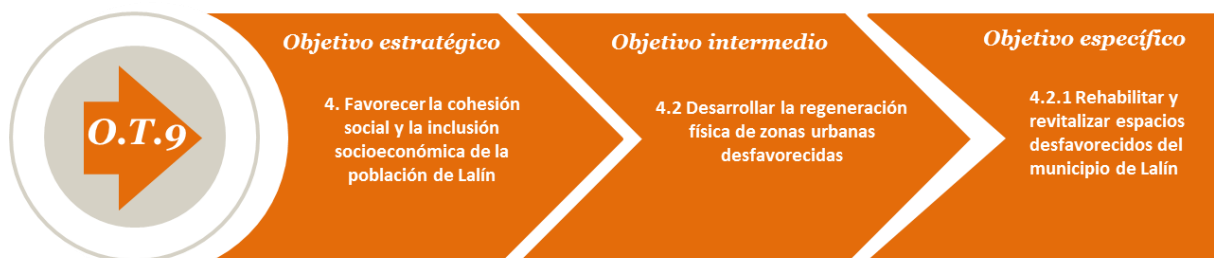 O.T.9
Objetivo estratégico
4. Favorecer la cohesión
social y la inclusión
socioeconómica de la
población de Lalín
Objetivo intermedio
4.2 Desarrollar la regeneración
física de zonas urbanas
desfavorecidas
Objetivo específico
4.2.1 Rehabilitar y
revitalizar espacios
desfavorecidos del
municipio de Lalín